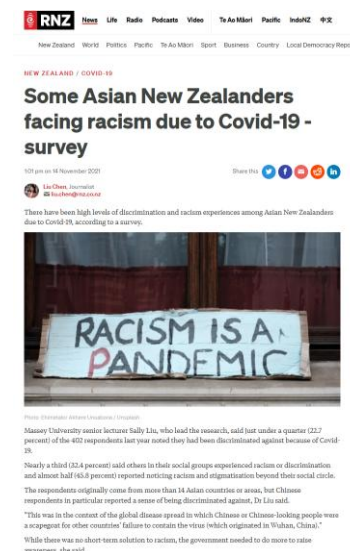 RNZ News Life Radio Podcasts Video Te Ao Māori Pacific IndoNZ 中文
New Zealand World Politics Pacific Te Ao Māori Sport Business Country Local Democracy Repo
NEW ZEALAND / COVID-19
Some Asian New Zealanders
facing racism due to Covid-19 -
survey
1:01 pm on 14 November 2021
Share this
Liu Chen, Journalist
liu.chen@rnz.co.nz
There have been high levels of discrimination and racism experiences among Asian New Zealanders
due to Covid-19, according to a survey.
RACISM IS A
PANDEMIC
Photo: Unsplash
Massey University senior lecturer Sally Liu, who lead the research, said just under a quarter (22.7
percent) of the 402 respondents last year noted they had been discriminated against because of Covid-
19.
Nearly a third (32.4 percent) said others in their social groups experienced racism or discrimination
and almost half (45.8 percent) reported noticing racism and stigmatisation beyond their social circle.
The respondents originally come from more than 14 Asian countries or areas, but Chinese
respondents in particular reported a sense of being discriminated against, Dr Liu said.
"This was in the context of the global disease spread in which Chinese or Chinese-looking people were
a scapegoat for other countries' failure to contain the virus (which originated in Wuhan, China)."
While there was no short-term solution to racism, the government needed to do more to raise
awareness, she said.